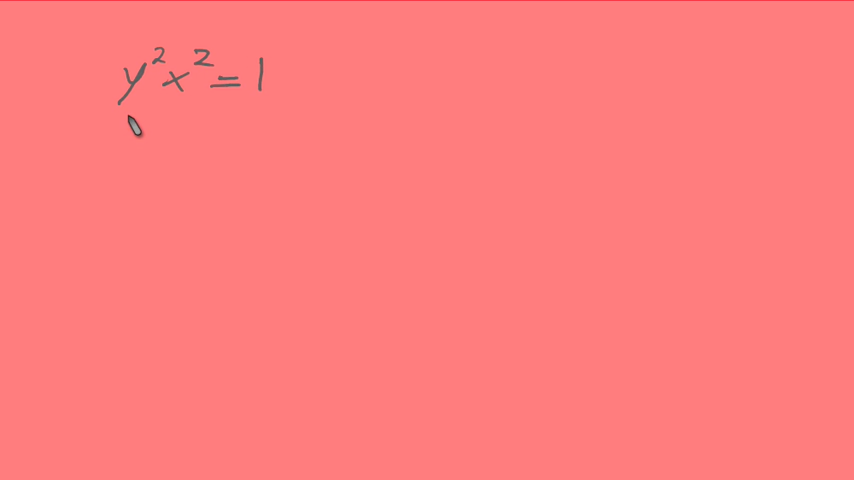 y²x² = 1